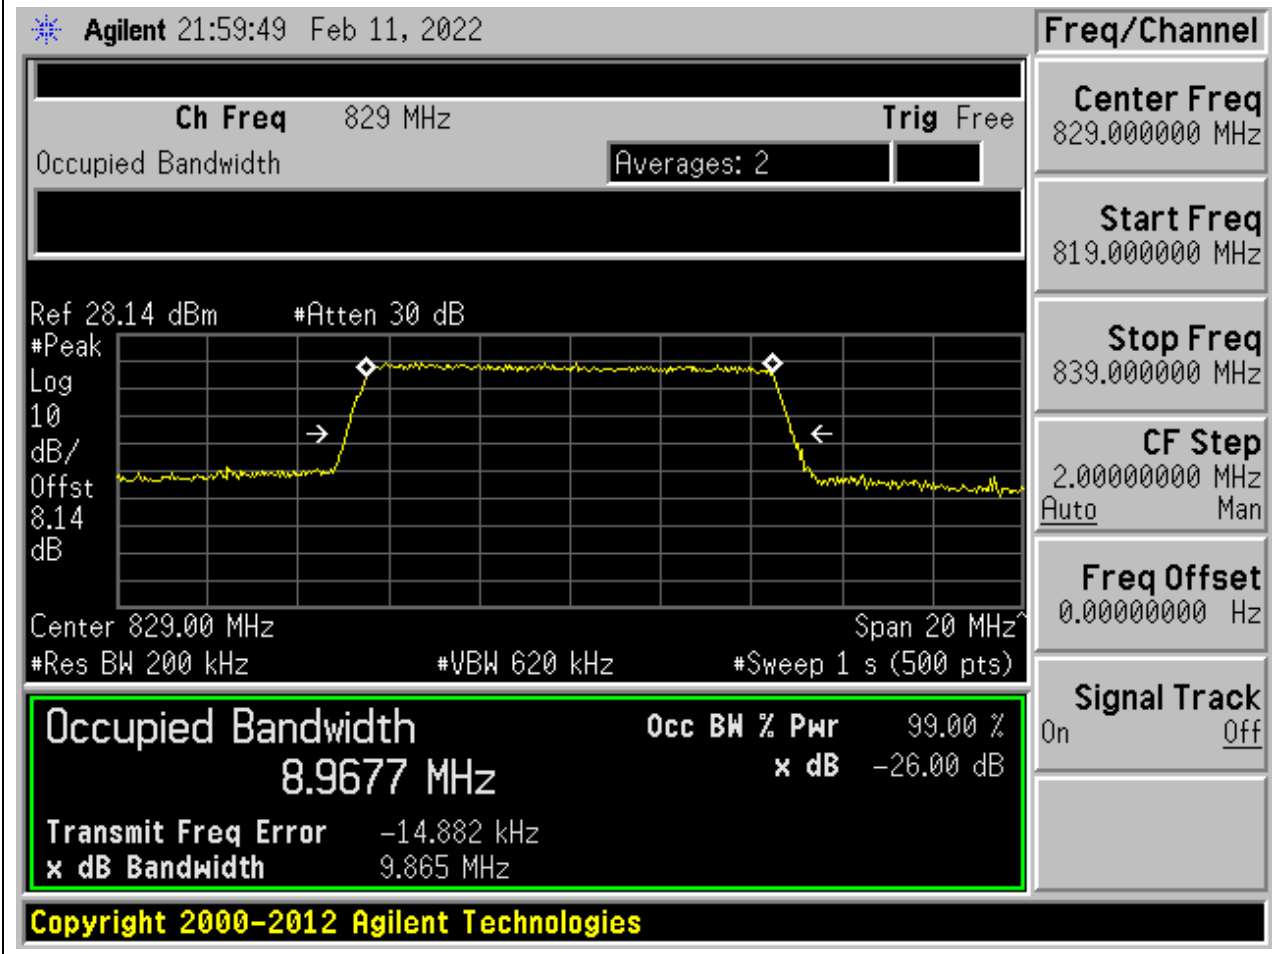 Agilent 21:59:49 Feb 11, 2022
Freq/Channel
Ch Freq 829 MHz Trig Free
Occupied Bandwidth Averages: 2
Center Freq
829.000000 MHz
Start Freq
819.000000 MHz
Stop Freq
839.000000 MHz
CF Step
2.00000000 MHz
Auto Man
Freq Offset
0.00000000 Hz
Signal Track
On Off
Ref 28.14 dBm #Atten 30 dB
#Peak
Log
10
dB/
Offst
8.14
dB
Center 829.00 MHz Span 20 MHz^
#Res BW 200 kHz #VBW 620 kHz #Sweep 1 s (500 pts)
Occupied Bandwidth Occ BW % Pwr 99.00 %
8.9677 MHz x dB -26.00 dB
Transmit Freq Error -14.882 kHz
x dB Bandwidth 9.865 MHz
Copyright 2000-2012 Agilent Technologies